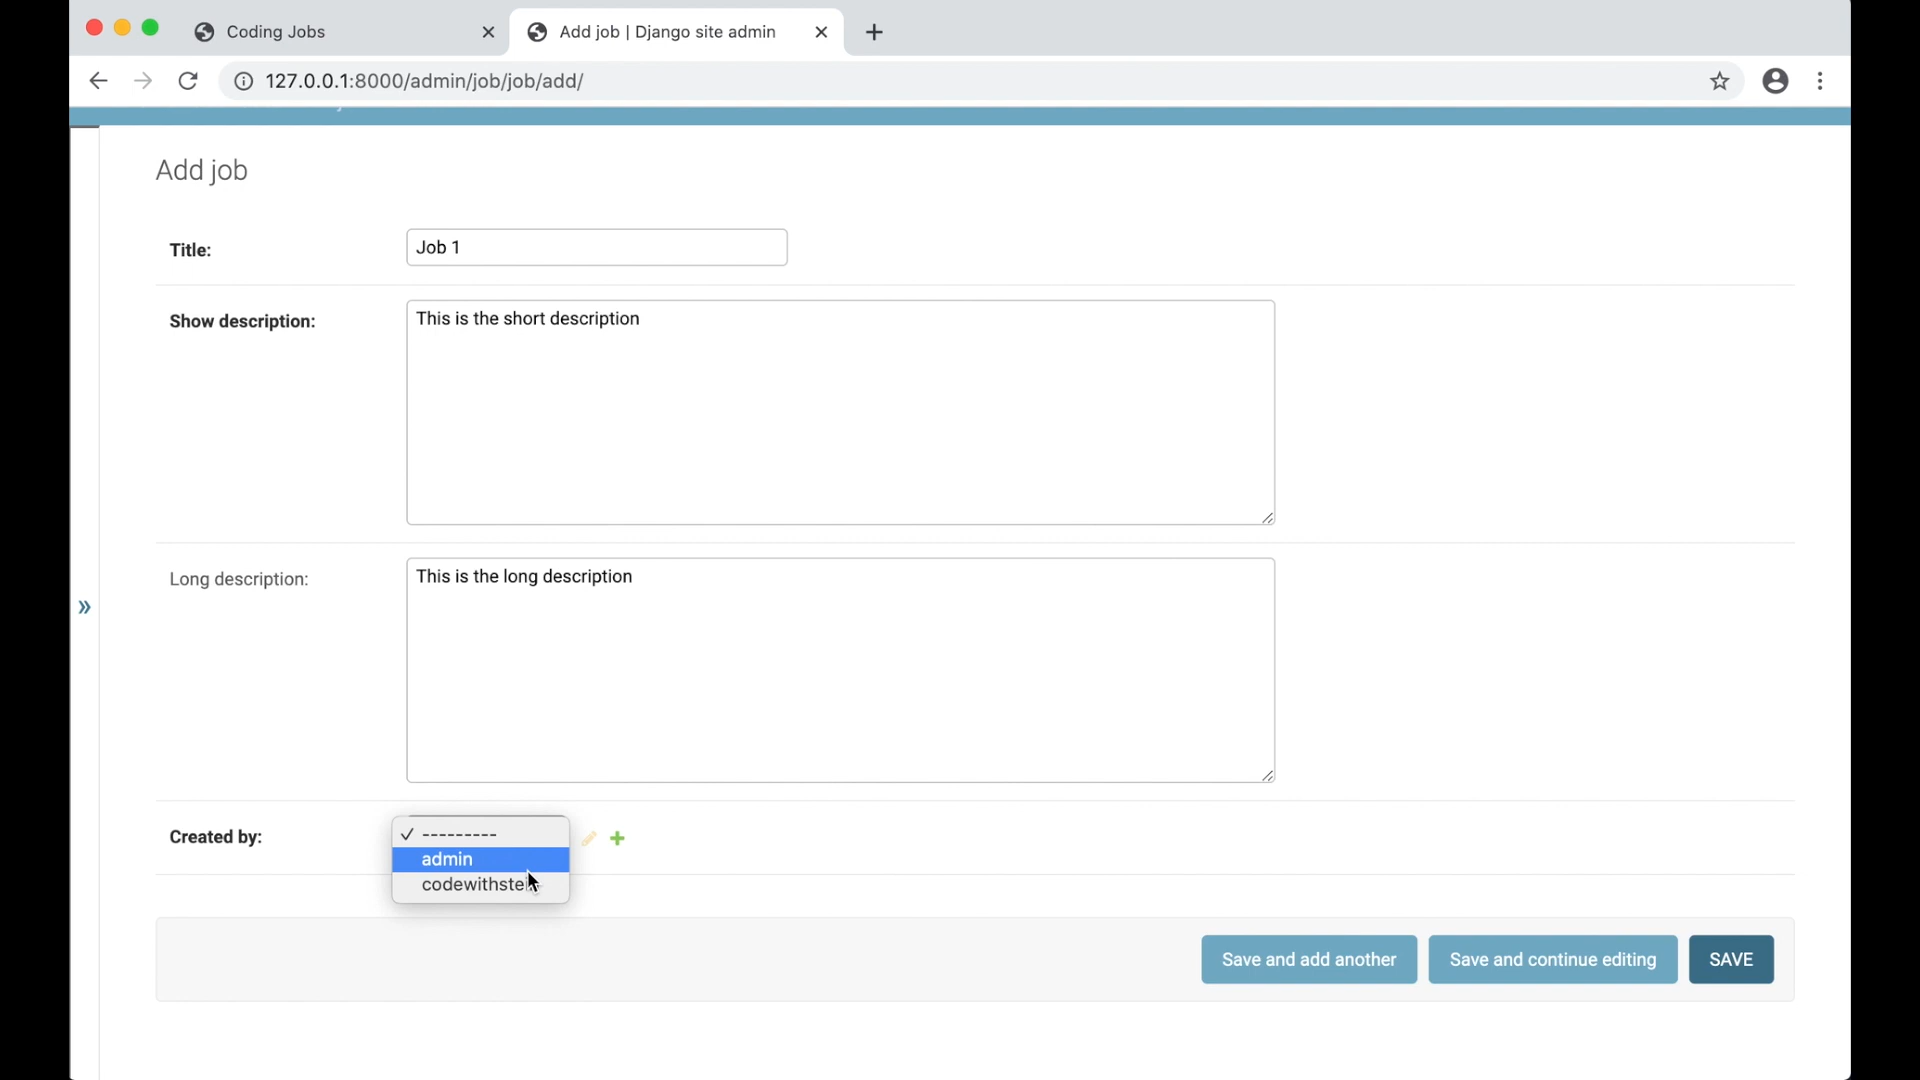 Coding Jobs
Add job | Django site admin
127.0.0.1:8000/admin/job/job/add/
Add job
Title:
Job 1
Show description:
This is the short description
Long description:
This is the long description
Created by:
---------
admin
Save and add another
Save and continue editing
SAVE